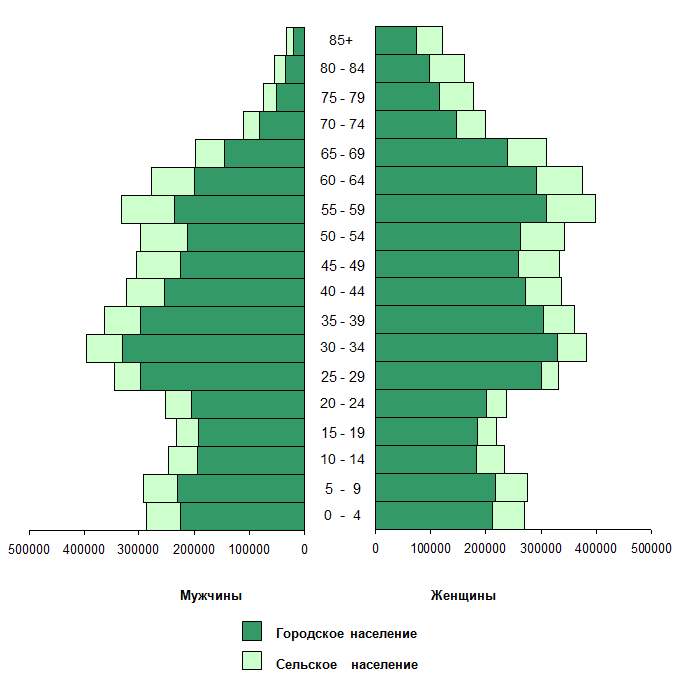 85+
80 - 84
75 - 79
70 - 74
65 - 69
60 - 64
55 - 59
50 - 54
45 - 49
40 - 44
35 - 39
30 - 34
25 - 29
20 - 24
15 - 19
10 - 14
5 - 9
0 - 4
500000 400000 300000 200000 100000 0 0 100000 200000 300000 400000 500000
Мужчины Женщины
Городское население
Сельское население